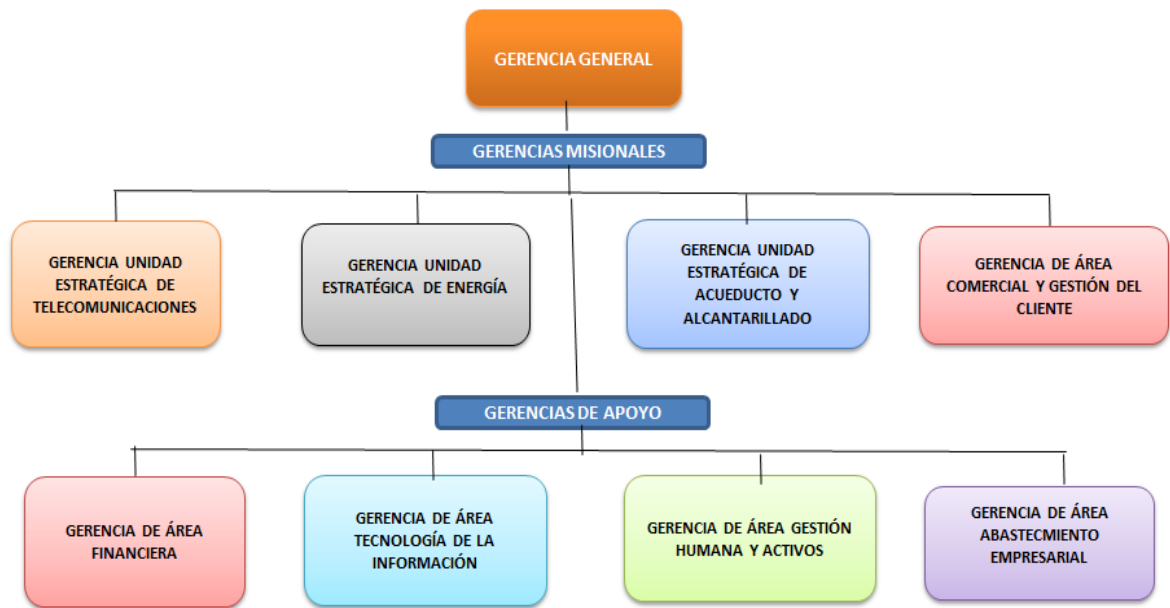 GERENCIA GENERAL
GERENCIAS MISIONALES
GERENCIA UNIDAD
ESTRATÉGICA DE
TELECOMUNICACIONES
GERENCIA UNIDAD
ESTRATÉGICA DE ENERGÍA
GERENCIA UNIDAD
ESTRATÉGICA DE
ACUEDUCTO Y
ALCANTARILLADO
GERENCIA DE ÁREA
COMERCIAL Y GESTIÓN DEL
CLIENTE
GERENCIAS DE APOYO
GERENCIA DE ÁREA
FINANCIERA
GERENCIA DE ÁREA
TECNOLOGÍA DE LA
INFORMACIÓN
GERENCIA DE ÁREA GESTIÓN
HUMANA Y ACTIVOS
GERENCIA DE ÁREA
ABASTECMIENTO
EMPRESARIAL